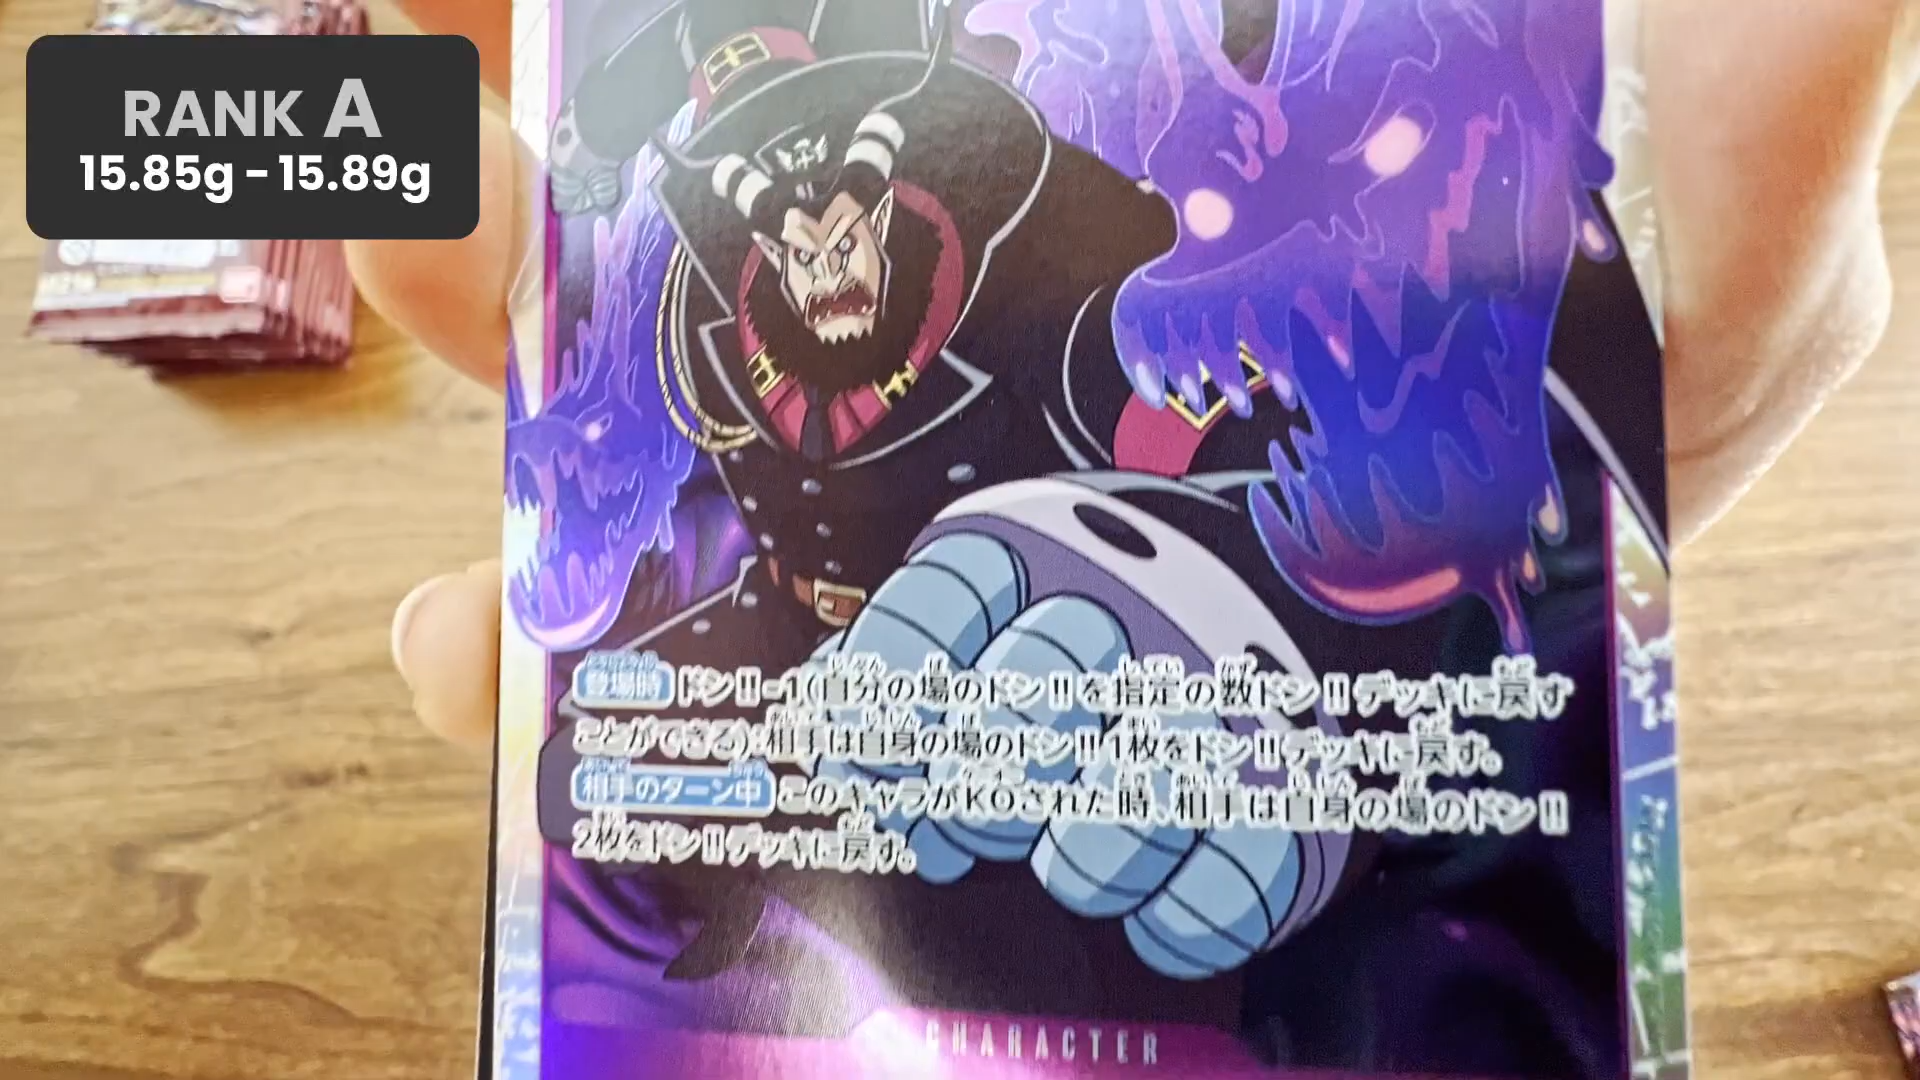 RANK A
15.85g - 15.89g
登場時 ドン!!-1(自分の場のドン!!を指定の数ドン!!デッキに戻す
ことができる):相手は自身の場のドン!!1枚をドン!!デッキに戻す。
相手のターン中 このキャラがKOされた時、相手は自身の場のドン!!
2枚をドン!!デッキに戻す。
CHARACTER